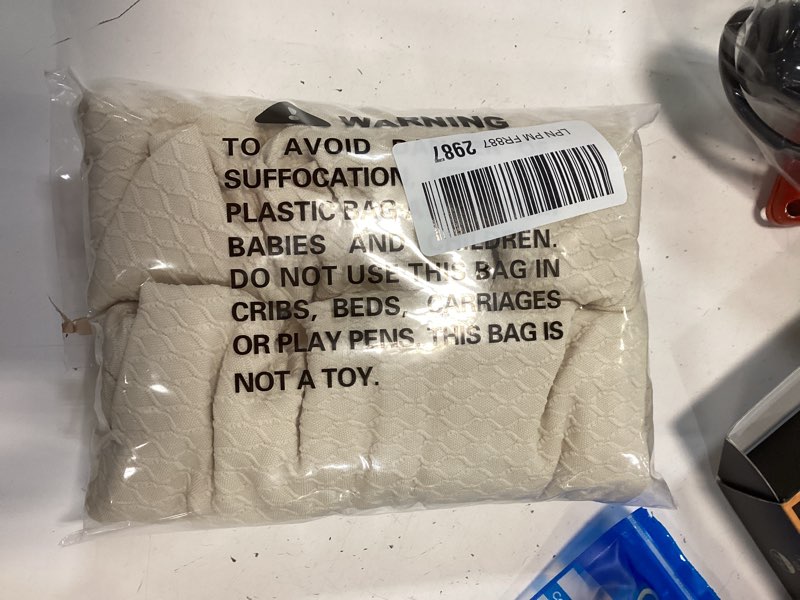 WARNING
TO AVOID
SUFFOCATION
PLASTIC BAG
BABIES AND
DO NOT USE THIS BAG IN
CRIBS, BEDS, CARRIAGES
OR PLAY PENS. THIS BAG IS
NOT A TOY.
LPN PM FR887 2987